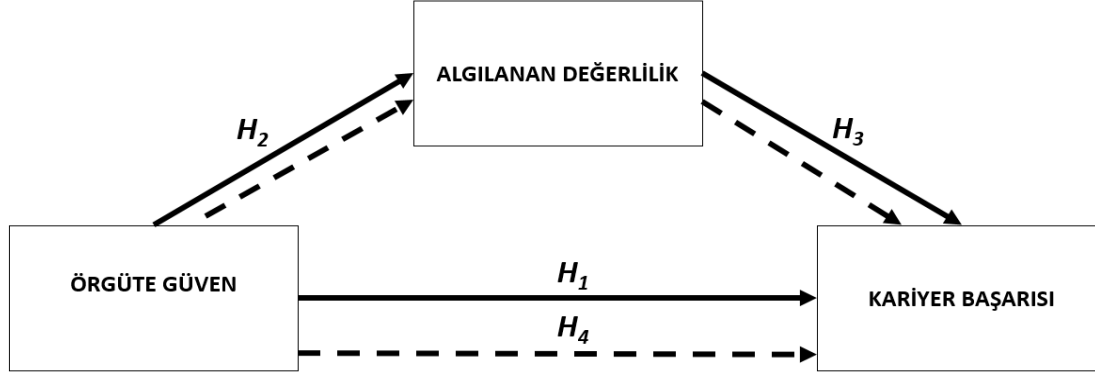 ALGILANAN DEĞERLİLİK
H2
H3
ÖRGÜTE GÜVEN
H1
KARİYER BAŞARISI
H4